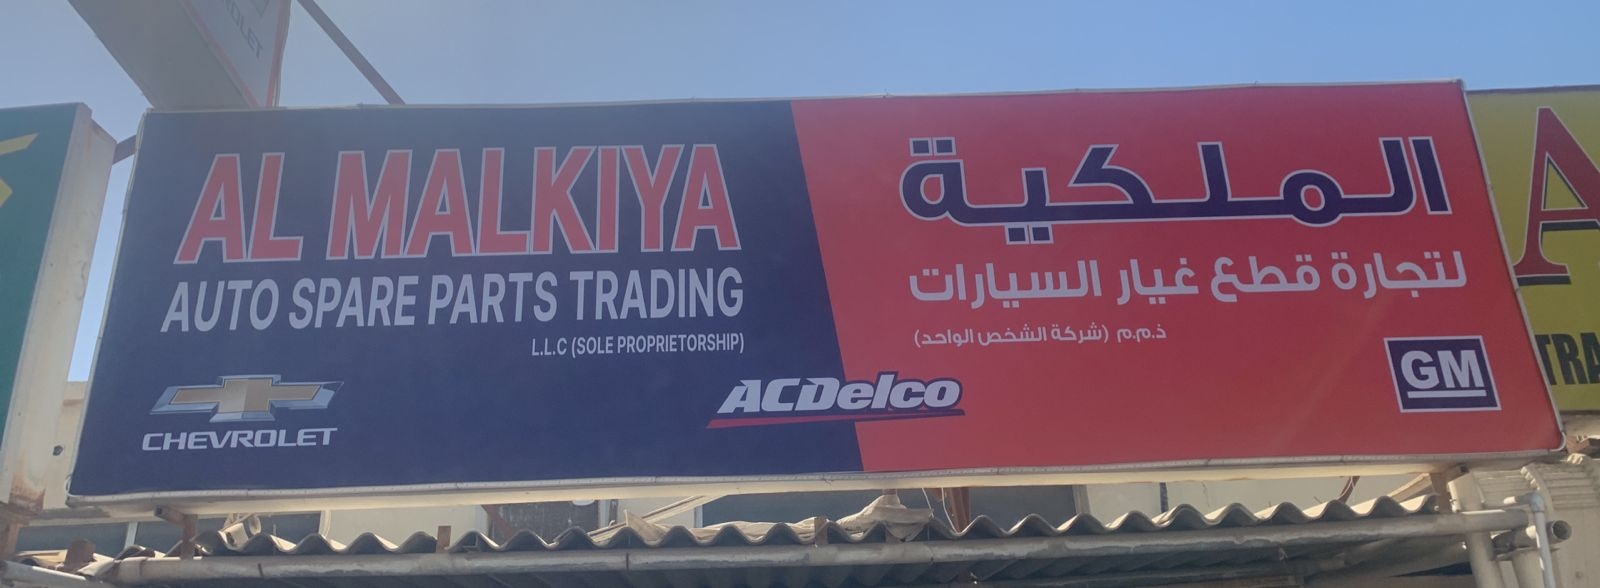 AL MALKIYA
AUTO SPARE PARTS TRADING
L.L.C (SOLE PROPRIETORSHIP)
CHEVROLET
ACDelco
الملكية
لتجارة قطع غيار السيارات
ذ.م.م (شركة الشخص الواحد)
GM